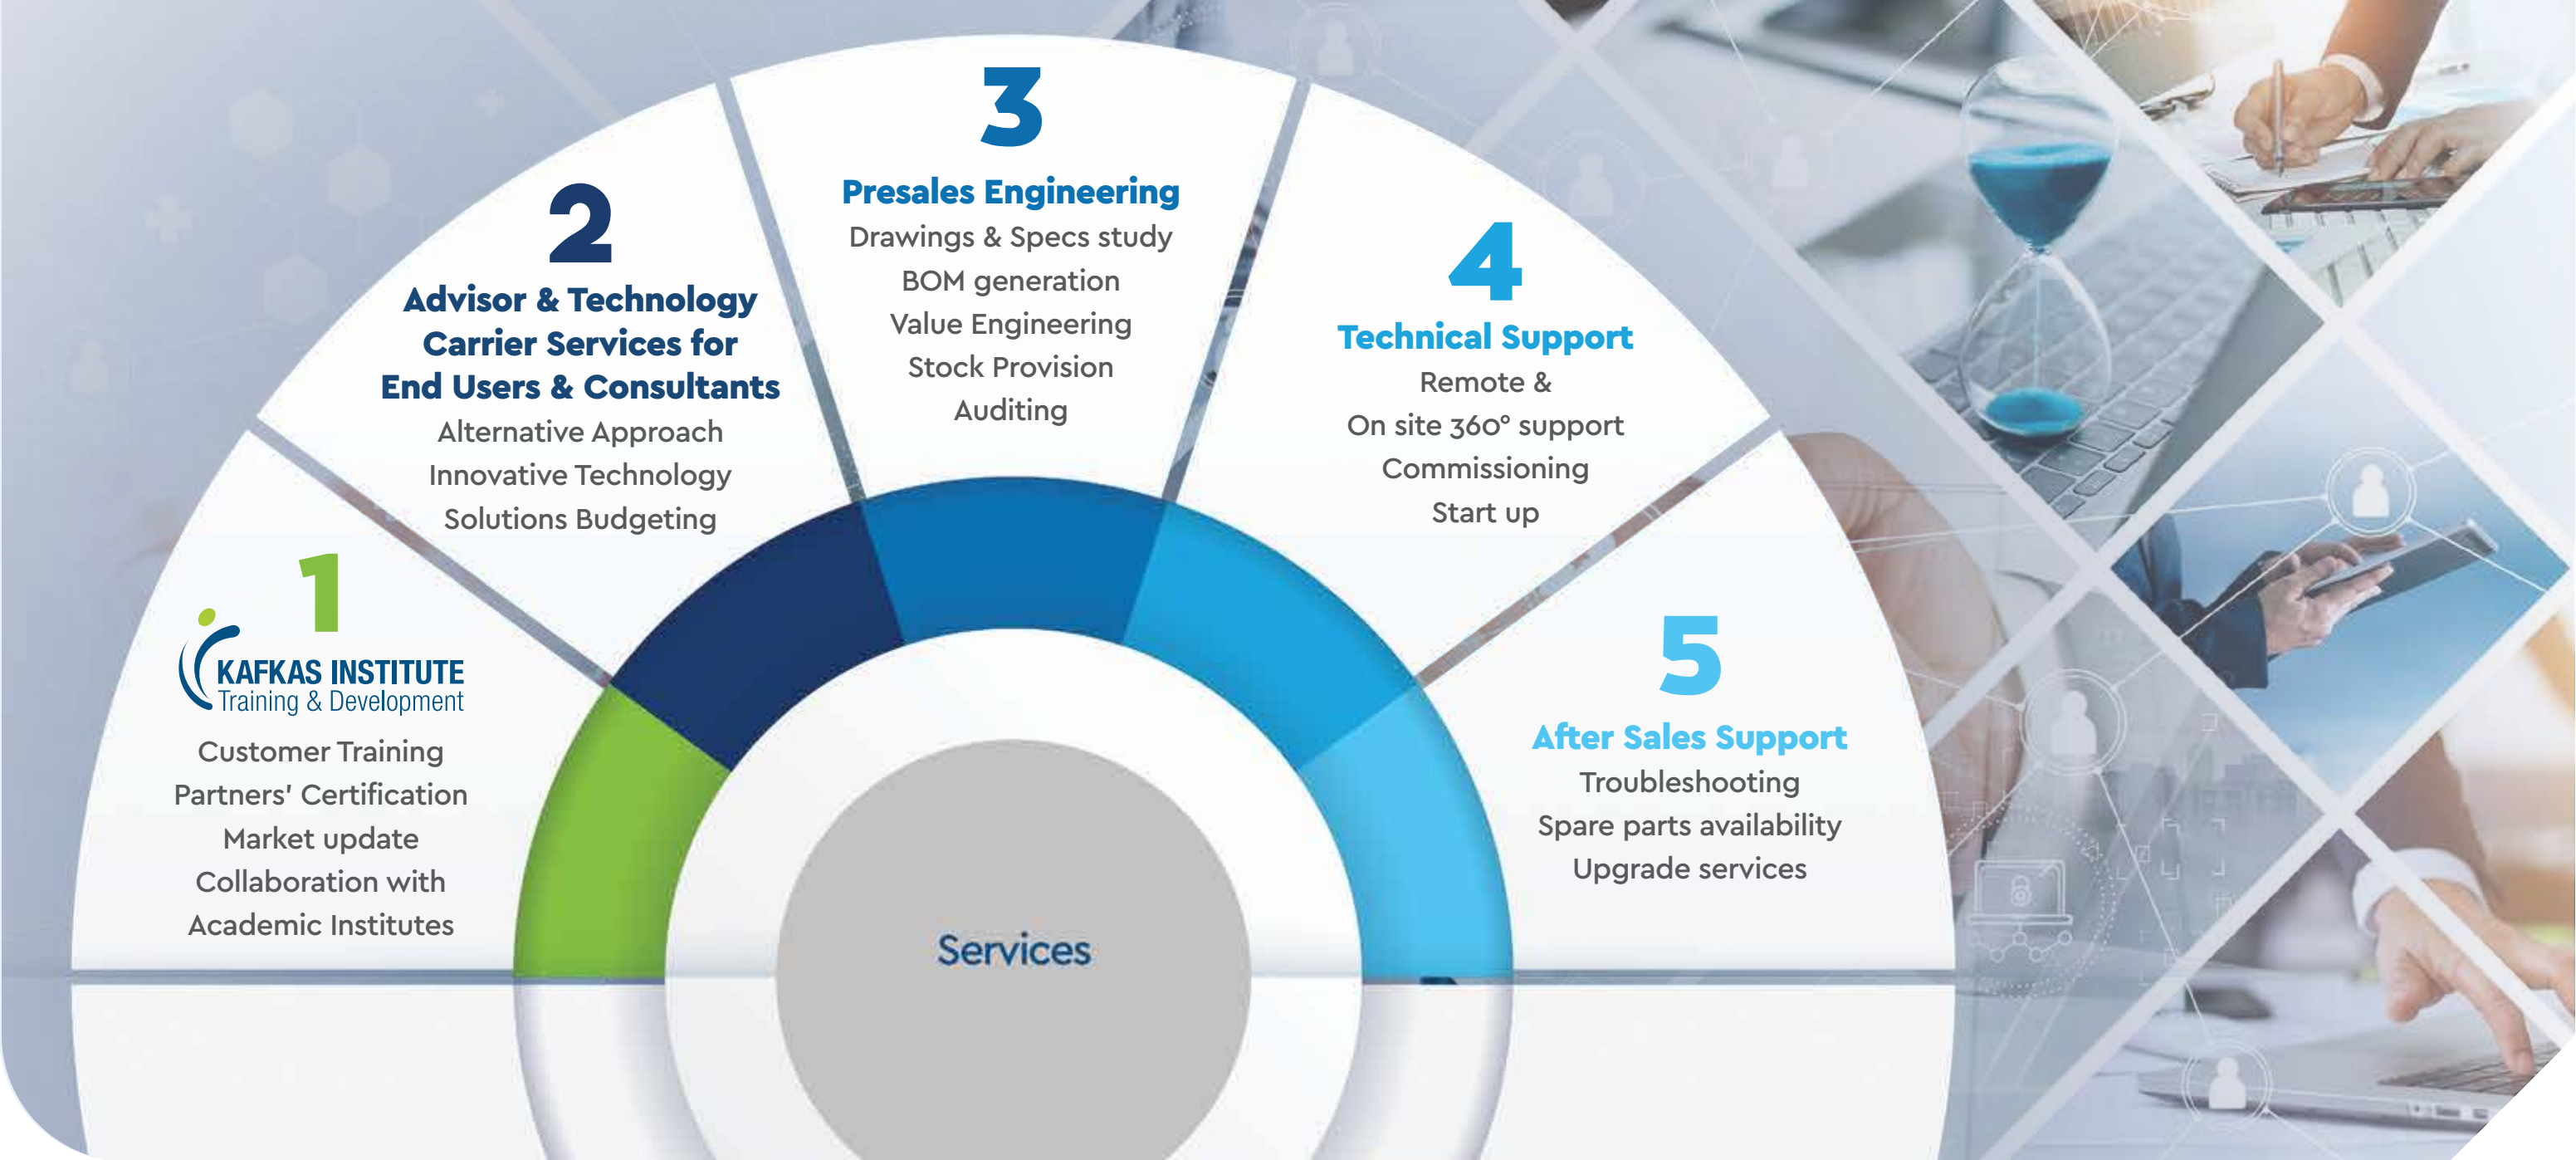 1
KAFKAS INSTITUTE
Training & Development
Customer Training
Partners' Certification
Market update
Collaboration with
Academic Institutes
2
Advisor & Technology
Carrier Services for
End Users & Consultants
Alternative Approach
Innovative Technology
Solutions Budgeting
3
Presales Engineering
Drawings & Specs study
BOM generation
Value Engineering
Stock Provision
Auditing
4
Technical Support
Remote &
On site 360° support
Commissioning
Start up
5
After Sales Support
Troubleshooting
Spare parts availability
Upgrade services
Services